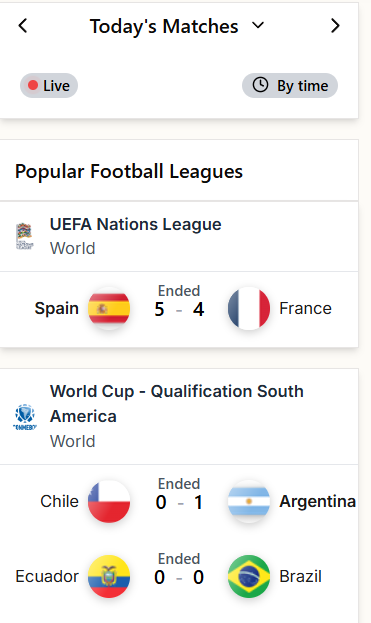 Today's Matches
Live
By time
Popular Football Leagues
UEFA Nations League
World
Ended
Spain 5 - 4 France
World Cup - Qualification South
America
World
Ended
Chile 0 - 1 Argentina
Ended
Ecuador 0 - 0 Brazil